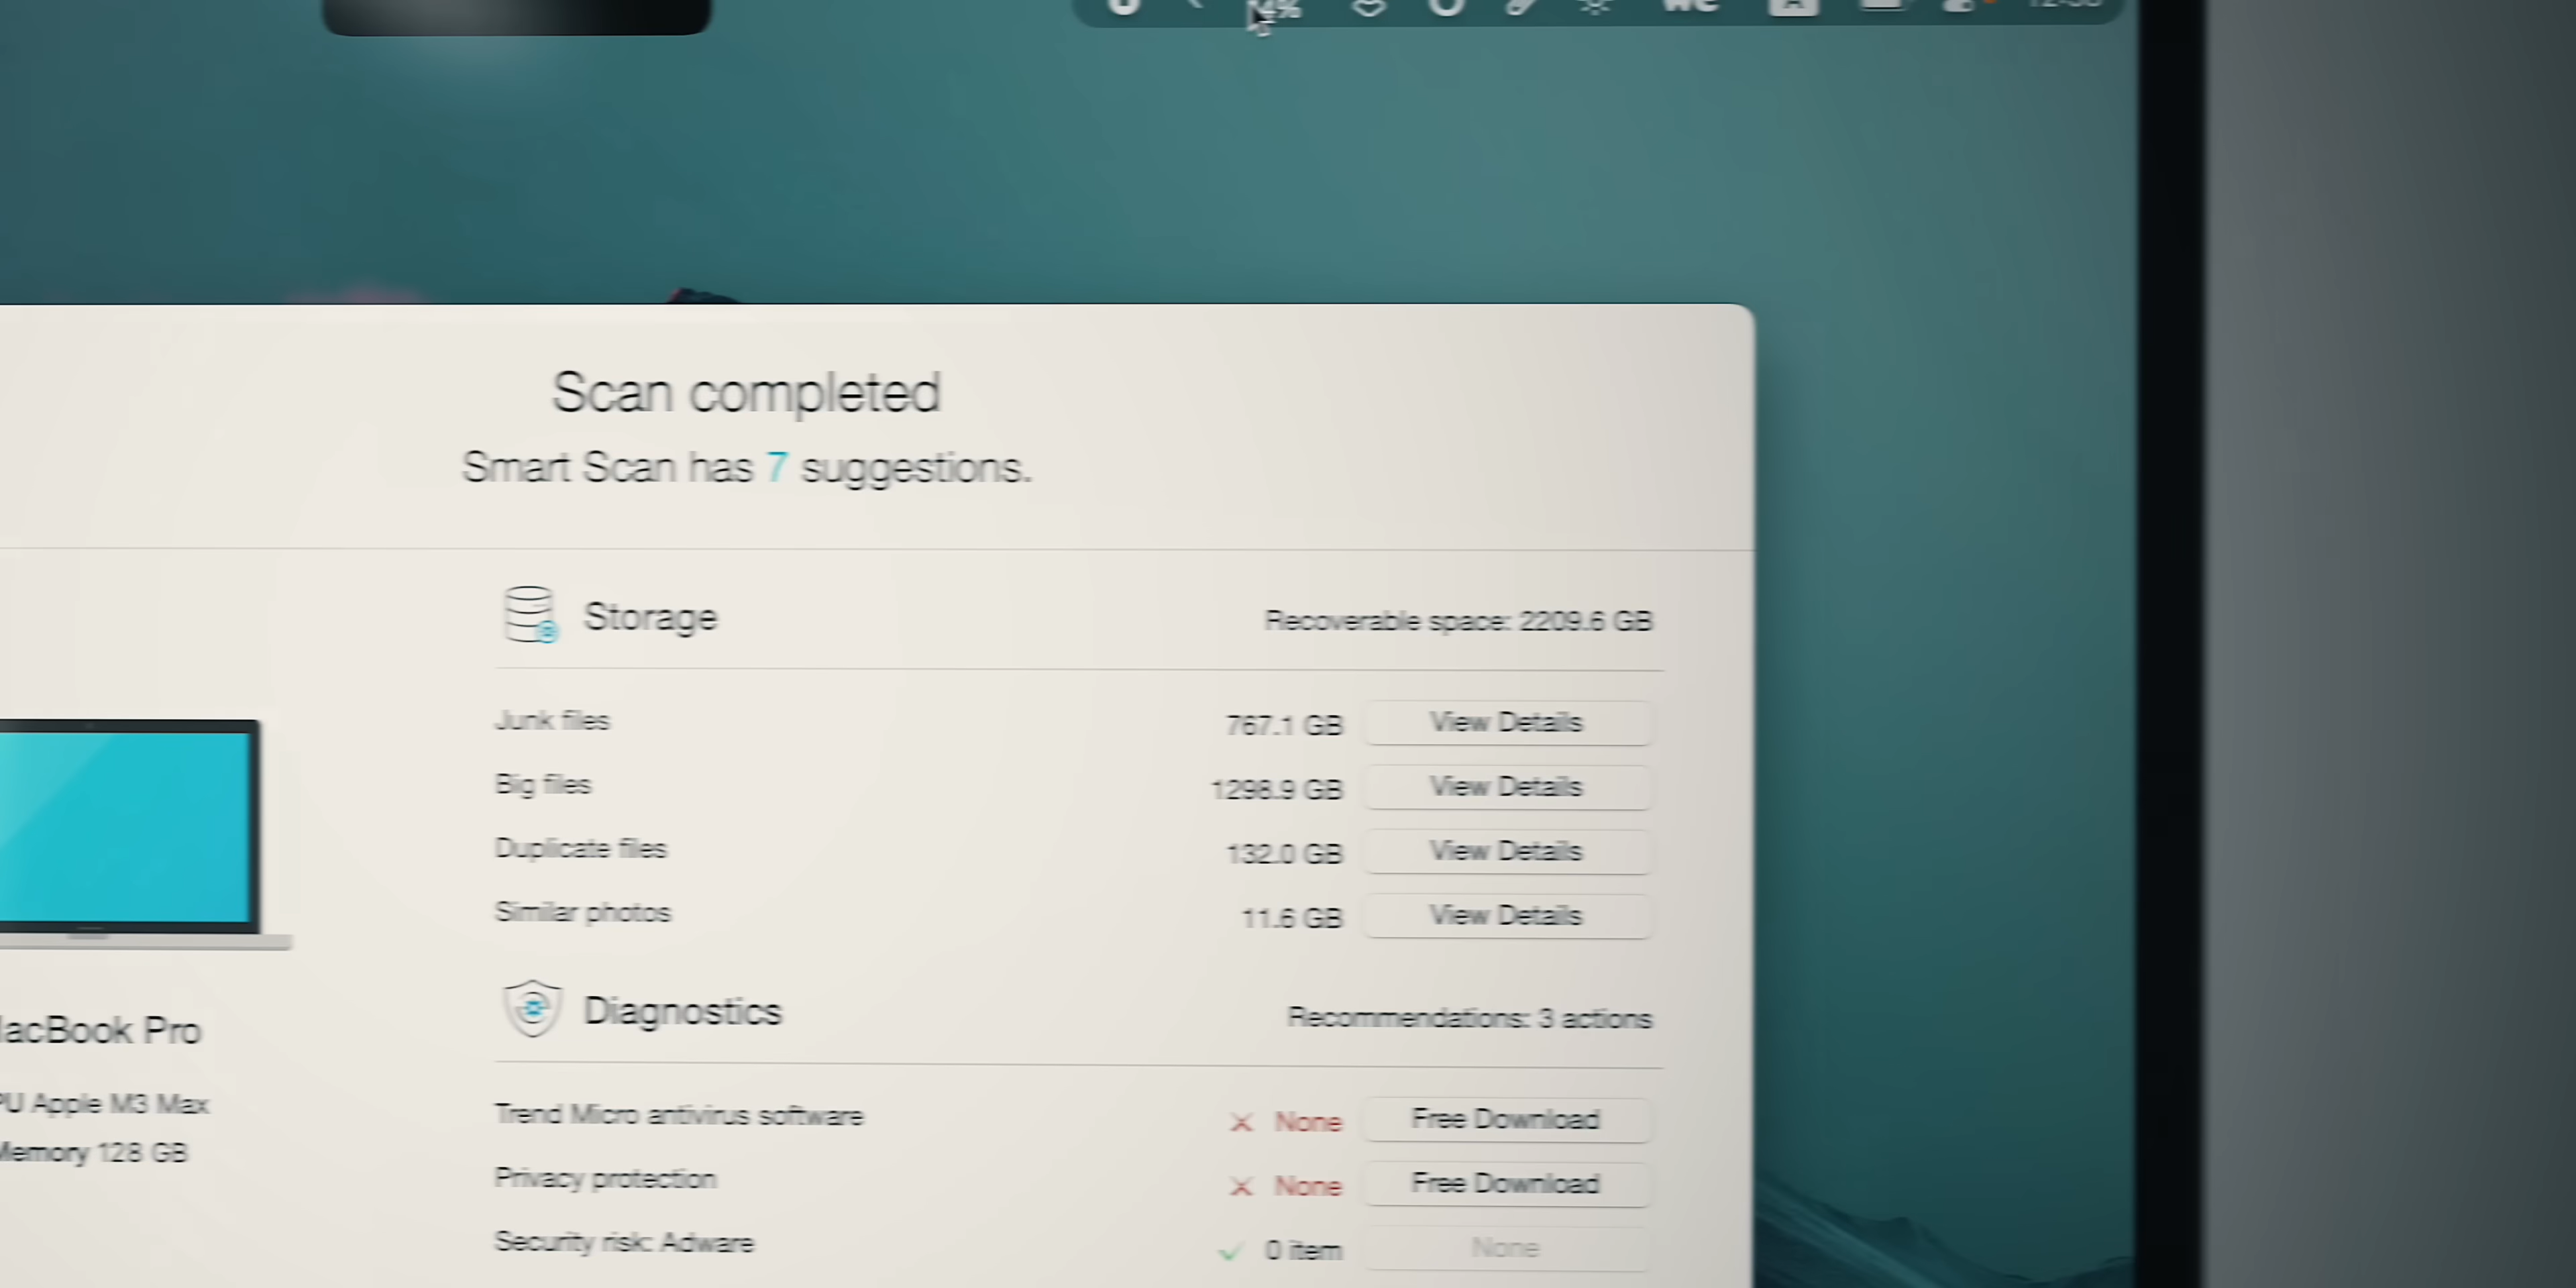 Scan completed
Smart Scan has 7 suggestions.
Storage
Recoverable space: 2209.6 GB
Junk files 767.1 GB View Details
Big files 1298.9 GB View Details
Duplicate files 132.0 GB View Details
Similar photos 11.6 GB View Details
Diagnostics
Recommendations: 3 actions
Trend Micro antivirus software None Free Download
Privacy protection None Free Download
Security risk: Adware 0 item None
acBook Pro
PU Apple M3 Max
Memory 128 GB